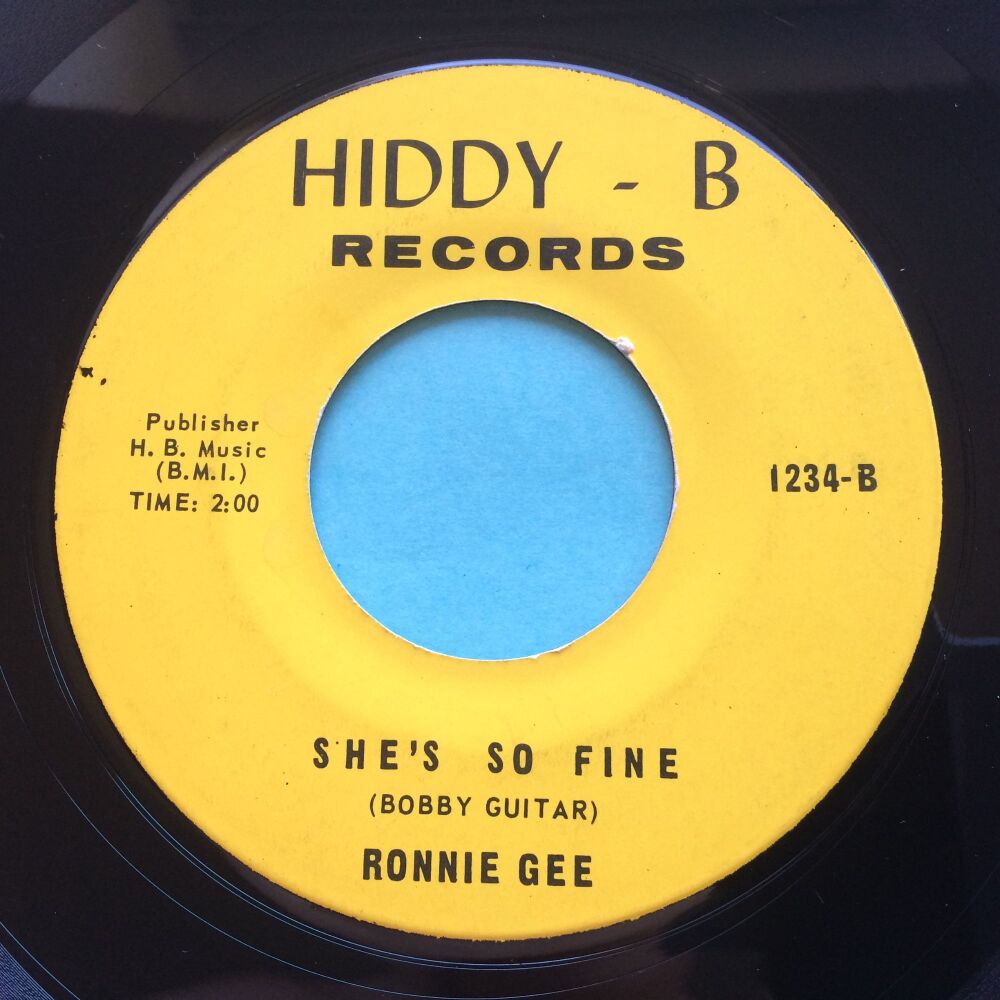 HIDDY - B
RECORDS
Publisher
H. B. Music
(B.M.I.)
TIME: 2:00
1234-B
SHE'S SO FINE
(BOBBY GUITAR)
RONNIE GEE